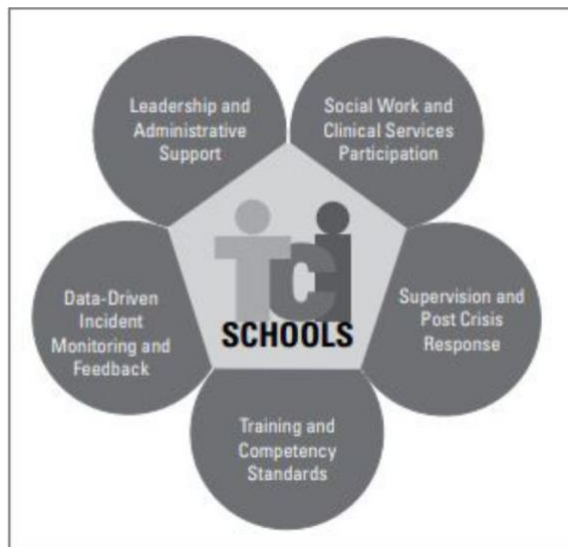 Leadership and
Administrative
Support
Social Work and
Clinical Services
Participation
Data-Driven
Incident
Monitoring and
Feedback
TCI
SCHOOLS
Supervision and
Post Crisis
Response
Training and
Competency
Standards